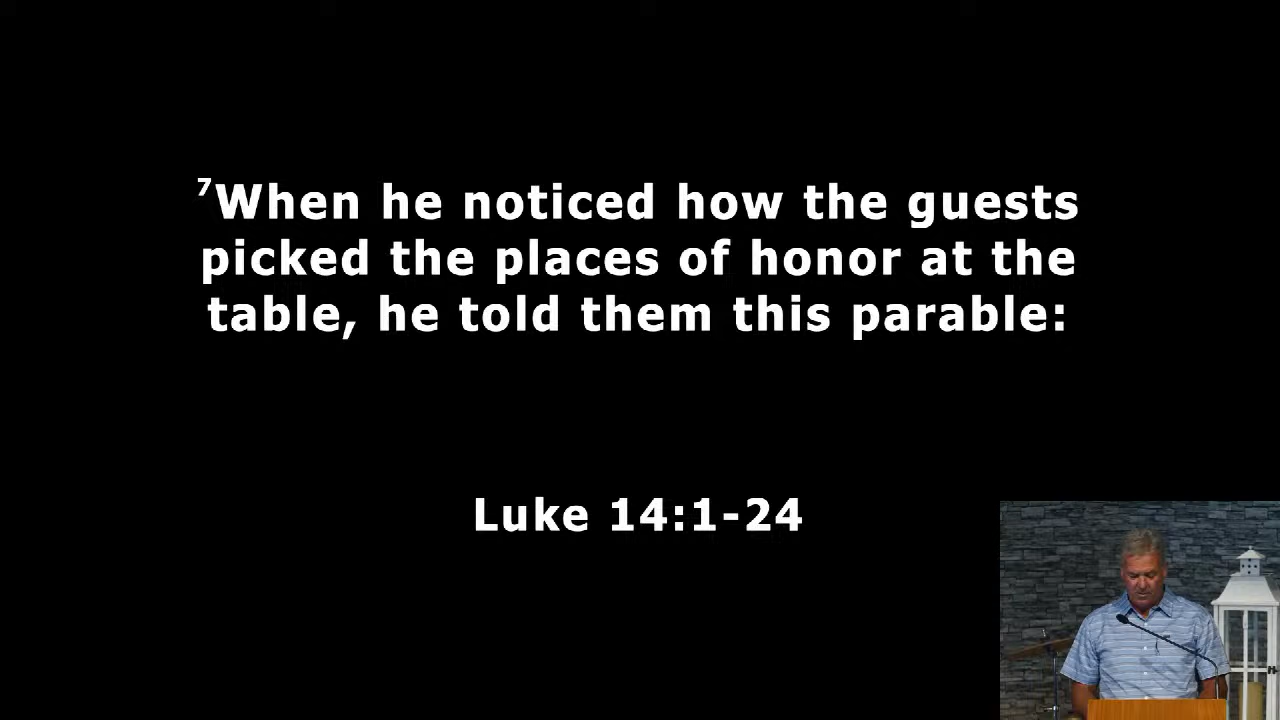 ⁷When he noticed how the guests
picked the places of honor at the
table, he told them this parable:
Luke 14:1-24